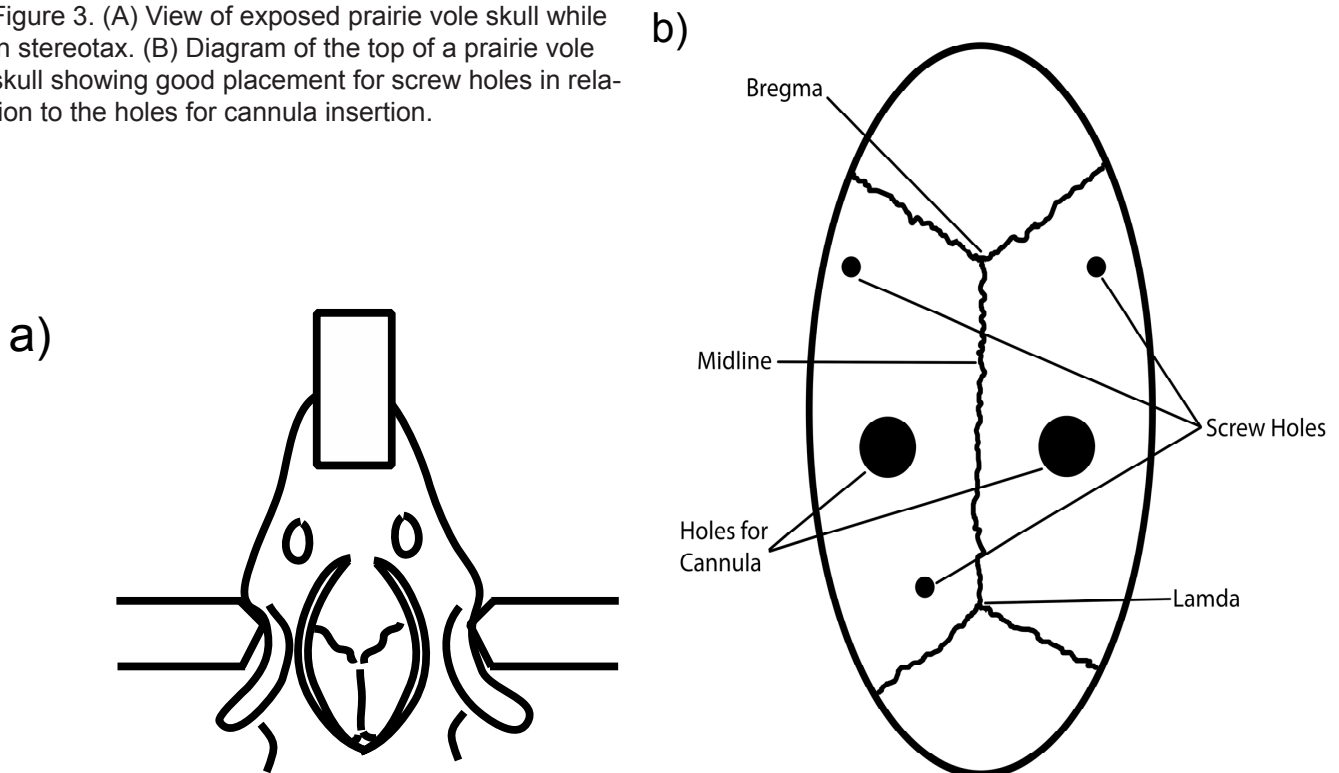 Figure 3. (A) View of exposed prairie vole skull while
n stereotax. (B) Diagram of the top of a prairie vole
skull showing good placement for screw holes in rela-
ion to the holes for cannula insertion.
b)
Bregma
a)
Midline
Screw Holes
Holes for
Cannula
Lamda